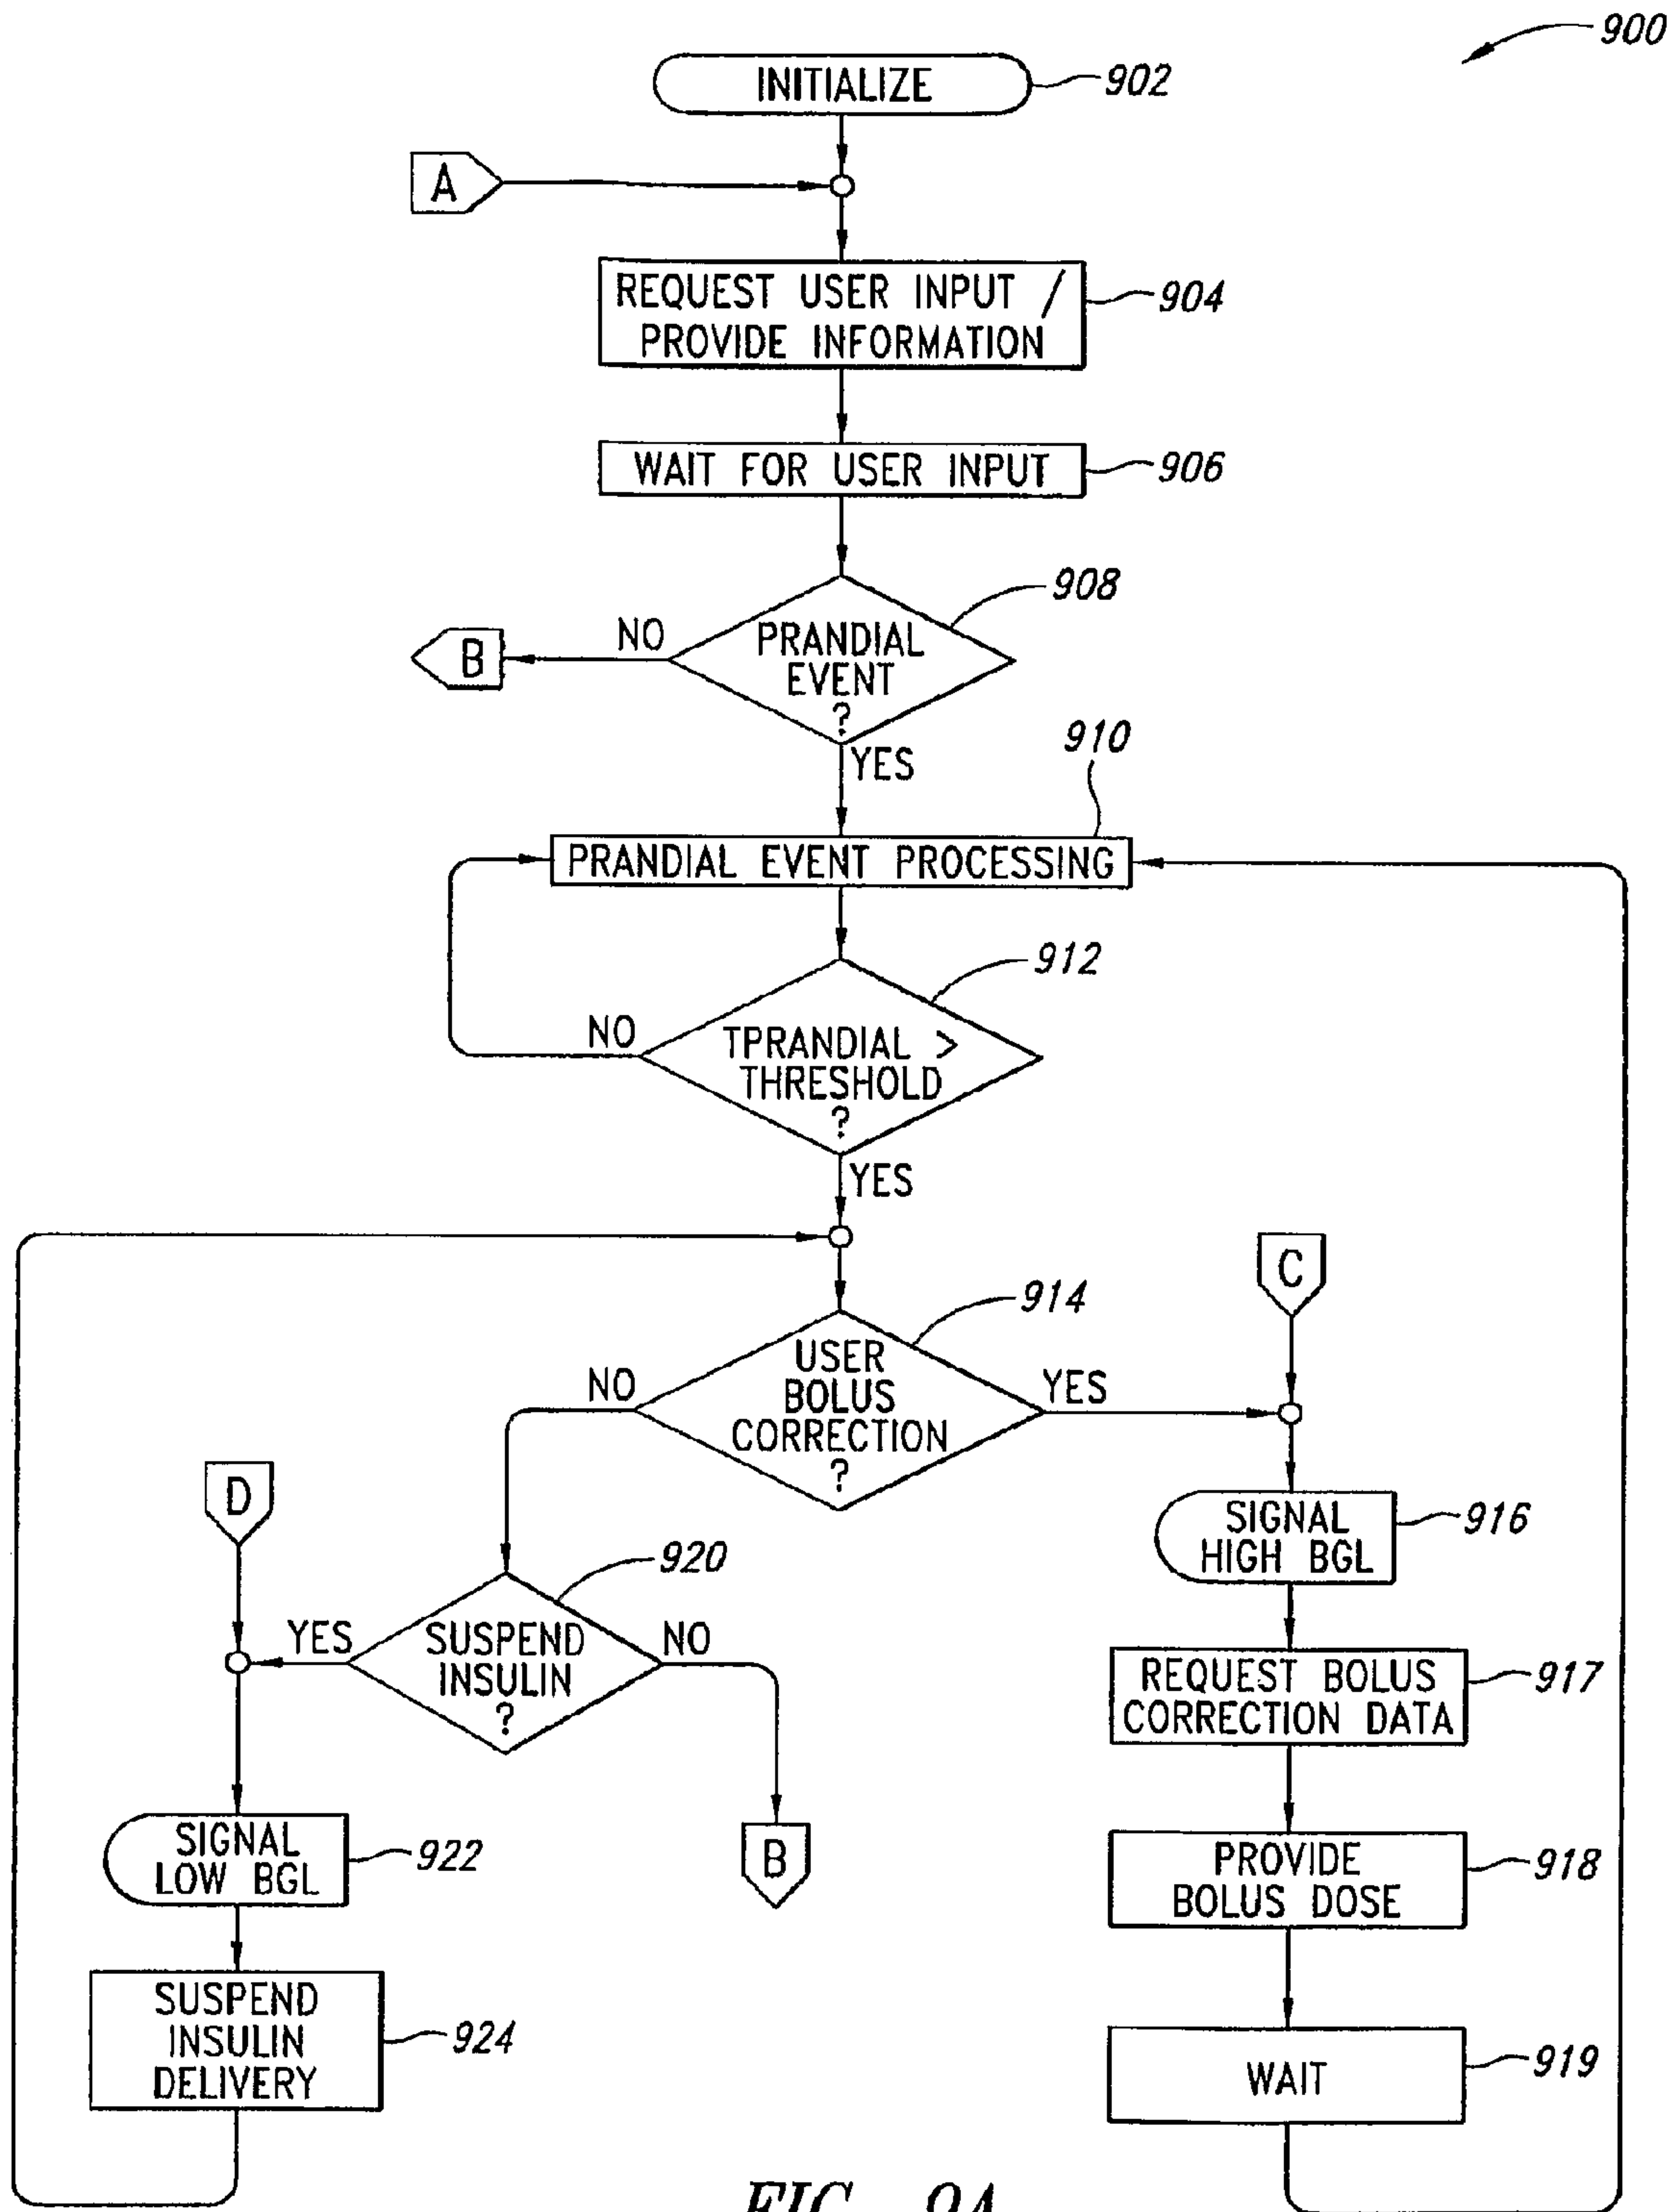 900
INITIALIZE
902
A
REQUEST USER INPUT /
904
PROVIDE INFORMATION
WAIT FOR USER INPUT
906
908
NO
B
PRANDIAL
EVENT
?
YES
910
PRANDIAL EVENT PROCESSING
912
NO
TPRANDIAL >
THRESHOLD
?
YES
C
914
NO
USER
BOLUS
CORRECTION
?
YES
D
SIGNAL
HIGH BGL
916
920
YES
SUSPEND
INSULIN
?
NO
REQUEST BOLUS
CORRECTION DATA
917
SIGNAL
LOW BGL
922
B
PROVIDE
BOLUS DOSE
918
SUSPEND
INSULIN
DELIVERY
924
WAIT
919
FIG. 9A